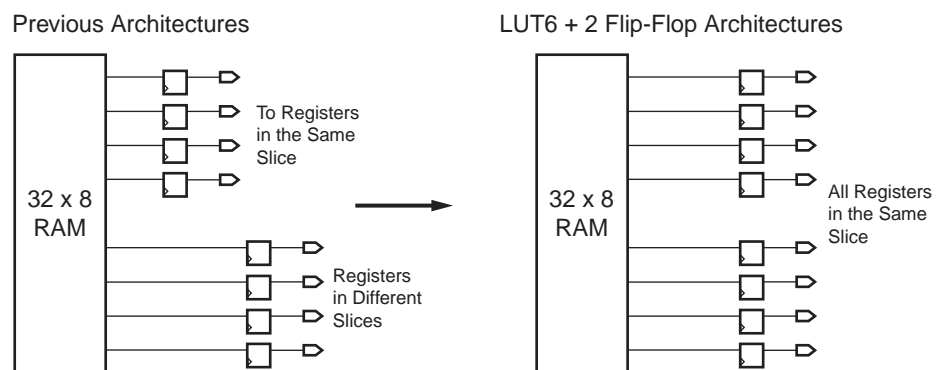 Previous Architectures
LUT6 + 2 Flip-Flop Architectures
32 x 8
RAM
To Registers
in the Same
Slice
Registers
in Different
Slices
32 x 8
RAM
All Registers
in the Same
Slice